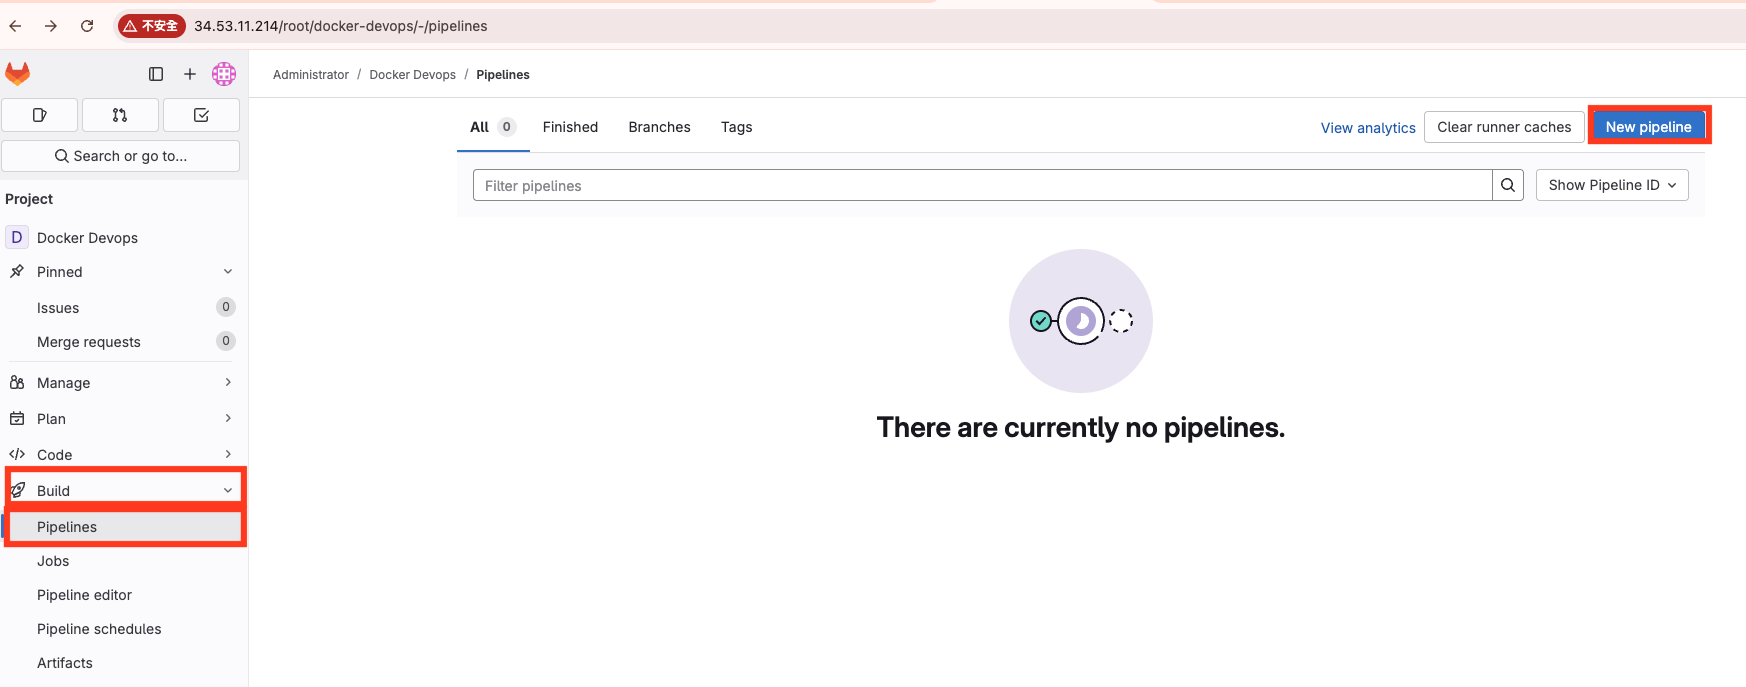 不安全 34.53.11.214/root/docker-devops/-/pipelines
Administrator / Docker Devops / Pipelines
Search or go to...
Project
D Docker Devops
Pinned
Issues 0
Merge requests 0
Manage
Plan
Code
Build
Pipelines
Jobs
Pipeline editor
Pipeline schedules
Artifacts
All 0 Finished Branches Tags View analytics Clear runner caches New pipeline
Filter pipelines Show Pipeline ID
There are currently no pipelines.